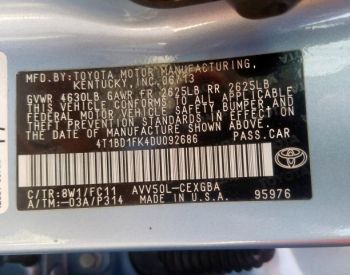 MFD.BY:TOYOTA MOTOR MANUFACTURING,
KENTUCKY, INC. 06/13
GVWR 4630LB GAWR FR 2625LB RR 2625LB
THIS VEHICLE CONFORMS TO ALL APPLICABLE
FEDERAL MOTOR VEHICLE SAFETY, BUMPER, AND
THEFT PREVENTION STANDARDS IN EFFECT ON
THE DATE OF MANUFACTURE SHOWN ABOVE.
4T1BD1FK4DU092686 PASS.CAR
TOYOTA
C/TR:8W1/FC11 AVV50L-CEXGBA
A/TM:-03A/P314 MADE IN U.S.A. 95976